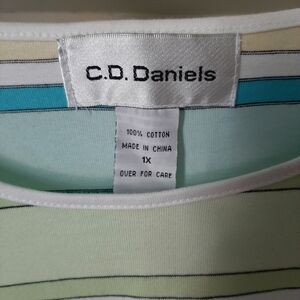 C.D. Daniels
100% COTTON
MADE IN CHINA
1X
OVER FOR CARE